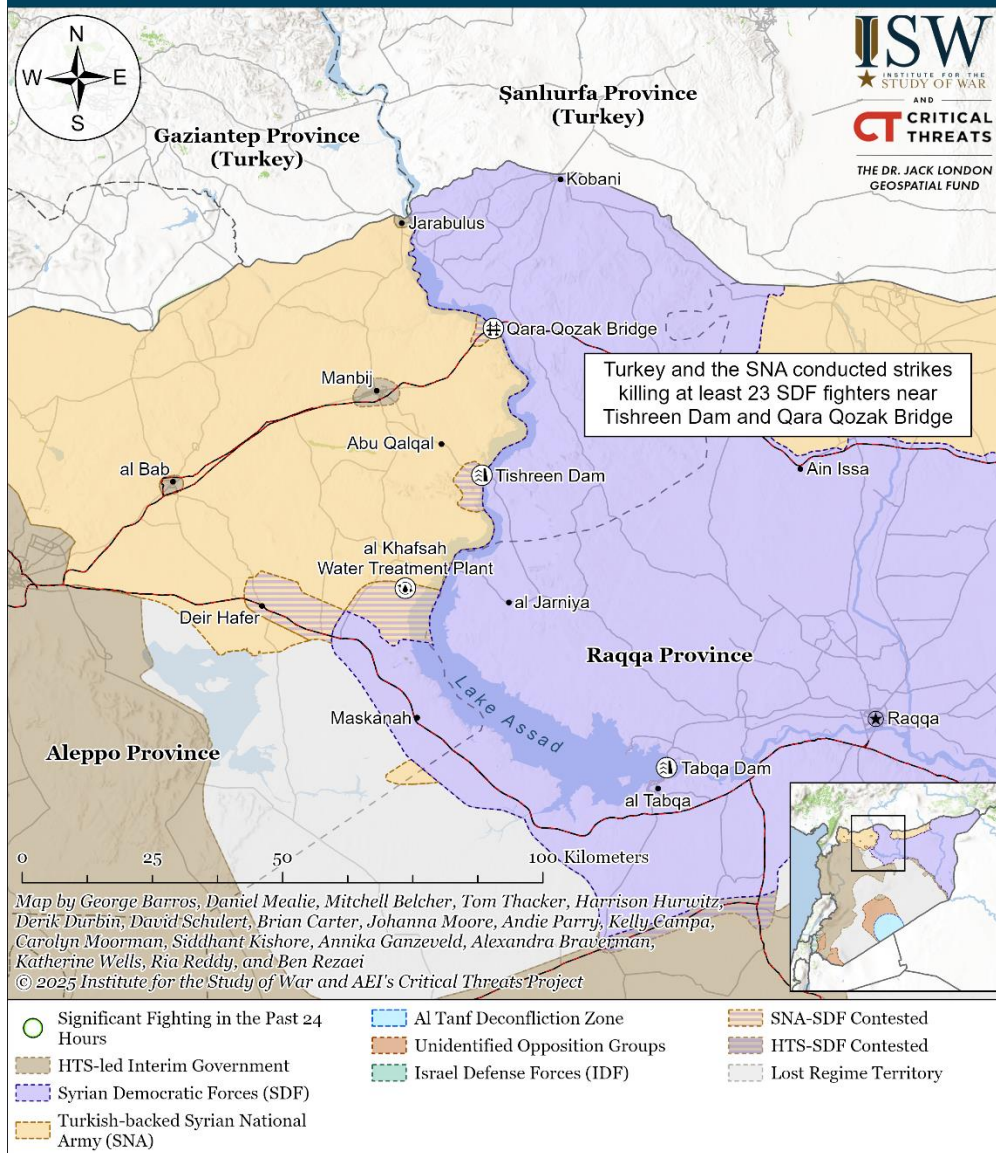 N
W
E
S
ISW
INSTITUTE FOR THE
STUDY OF WAR
AND
CT CRITICAL
THREATS
THE DR. JACK LONDON
GEOSPATIAL FUND
Şanlıurfa Province
(Turkey)
Gaziantep Province
(Turkey)
Kobani
Jarabulus
Qara-Qozak Bridge
Turkey and the SNA conducted strikes
killing at least 23 SDF fighters near
Tishreen Dam and Qara Qozak Bridge
Manbij
Abu Qalqal
al Bab
Tishreen Dam
Ain Issa
al Khafsah
Water Treatment Plant
Deir Hafer
al Jarniya
Raqqa Province
Lake Assad
Maskanah
Raqqa
Aleppo Province
Tabqa Dam
al Tabqa
0 25 50 100 Kilometers
Map by George Barros, Daniel Mealie, Mitchell Belcher, Tom Thacker, Harrison Hurwitz,
Derik Durbin, David Schulert, Brian Carter, Johanna Moore, Andie Parry, Kelly Campa,
Carolyn Moorman, Siddhant Kishore, Annika Ganzeveld, Alexandra Braverman,
Katherine Wells, Ria Reddy, and Ben Rezaei
© 2025 Institute for the Study of War and AEI's Critical Threats Project
Significant Fighting in the Past 24
Hours
HTS-led Interim Government
Syrian Democratic Forces (SDF)
Turkish-backed Syrian National
Army (SNA)
Al Tanf Deconfliction Zone
Unidentified Opposition Groups
Israel Defense Forces (IDF)
SNA-SDF Contested
HTS-SDF Contested
Lost Regime Territory